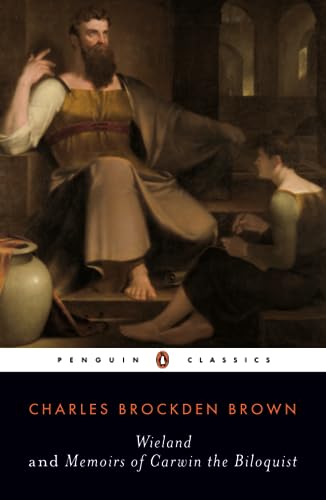 PENGUIN CLASSICS
CHARLES BROCKDEN BROWN
Wieland
and Memoirs of Carwin the Biloquist